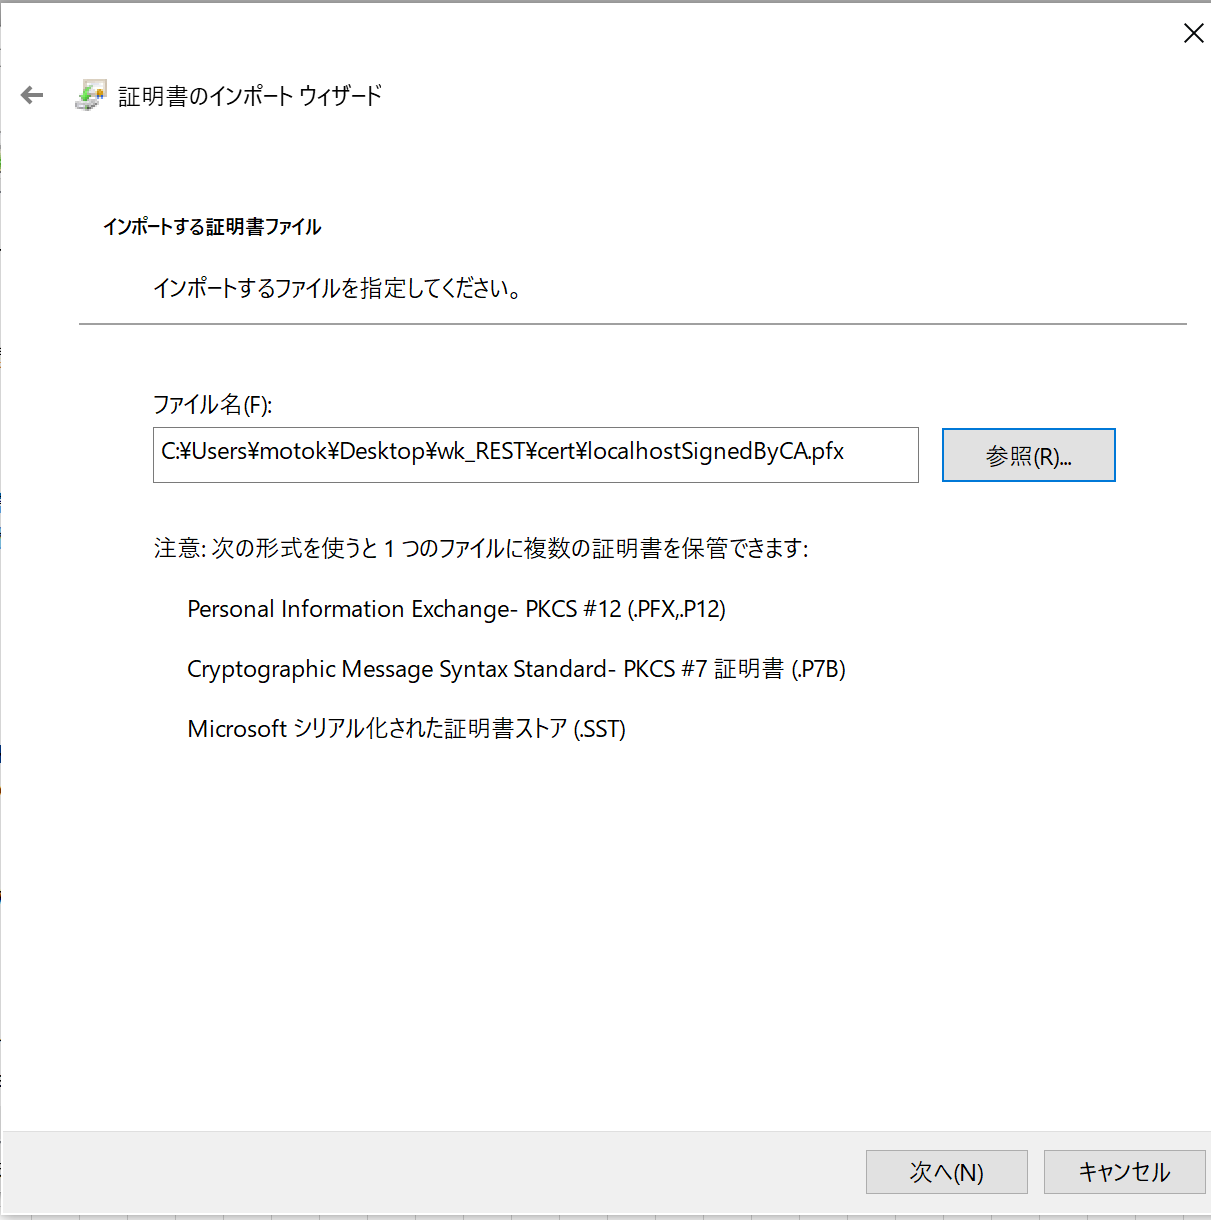 証明書のインポート ウィザード
インポートする証明書ファイル
インポートするファイルを指定してください。
ファイル名(F):
C:¥Users¥motok¥Desktop¥wk_REST¥cert¥localhostSignedByCA.pfx
参照(R)...
注意: 次の形式を使うと 1 つのファイルに複数の証明書を保管できます:
Personal Information Exchange- PKCS #12 (.PFX,.P12)
Cryptographic Message Syntax Standard- PKCS #7 証明書 (.P7B)
Microsoft シリアル化された証明書ストア (.SST)
次へ(N)
キャンセル